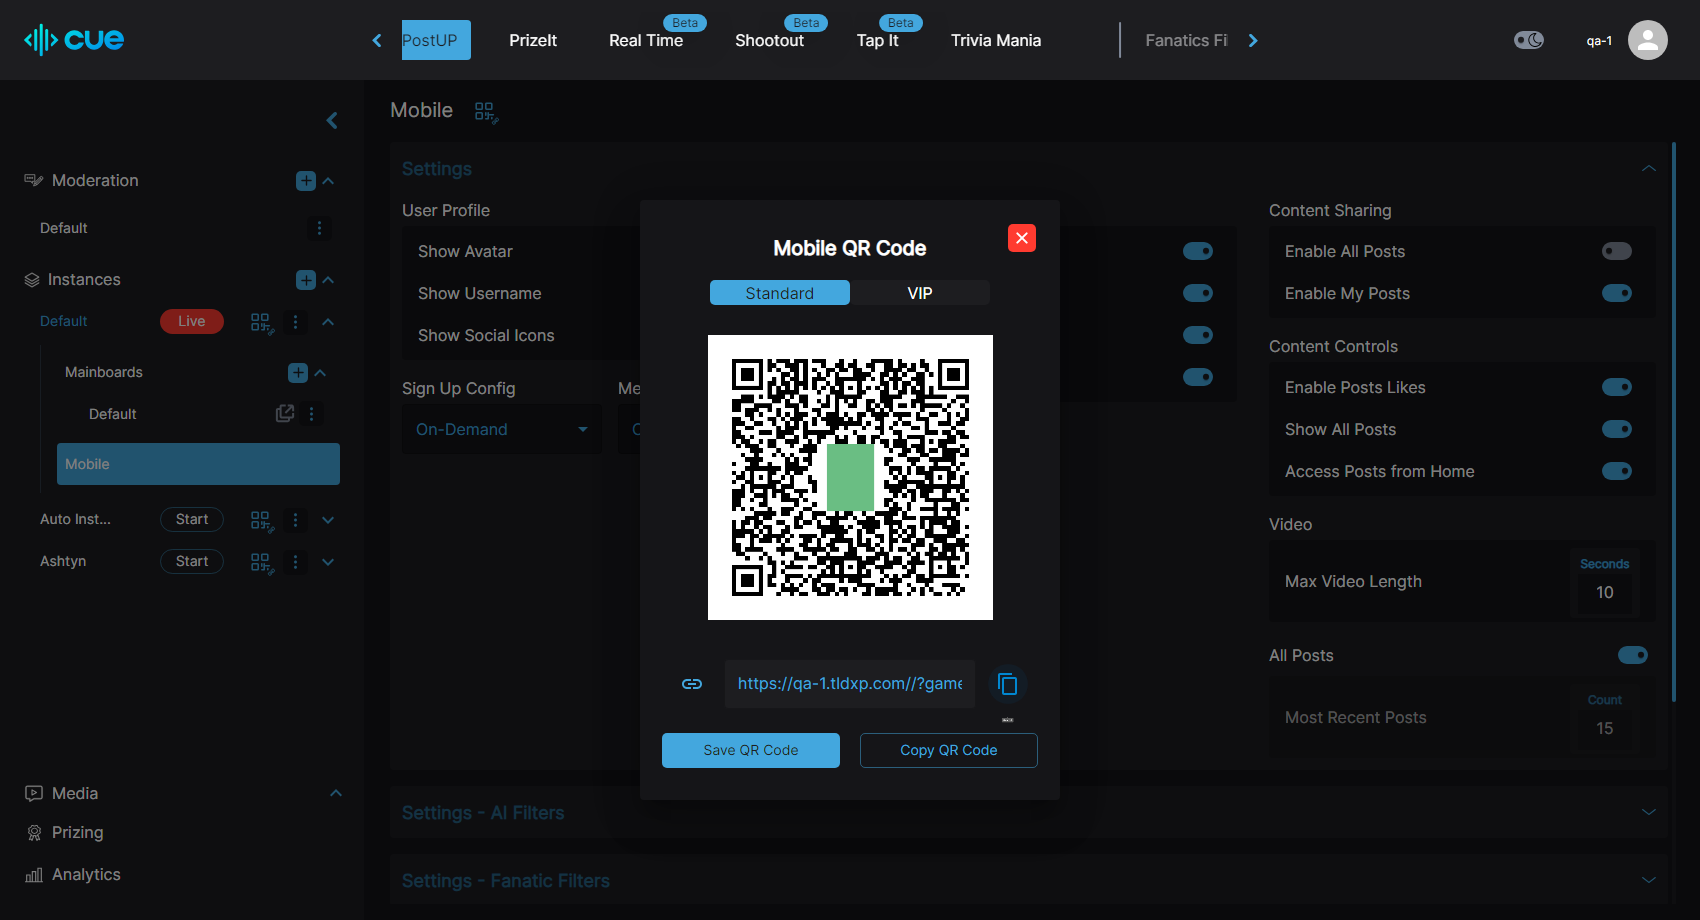 cue
PostUP
PrizeIt
Real Time
Beta
Shootout
Beta
Tap It
Beta
Trivia Mania
Fanatics Fi
qa-1
Moderation
Default
Instances
Default
Live
Mainboards
Default
Mobile
Auto Inst...
Start
Ashtyn
Start
Media
Prizing
Analytics
Mobile
Settings
User Profile
Show Avatar
Show Username
Show Social Icons
Sign Up Config
On-Demand
Me
Mobile QR Code
Standard
VIP
https://qa-1.tldxp.com//?game
Save QR Code
Copy QR Code
Content Sharing
Enable All Posts
Enable My Posts
Content Controls
Enable Posts Likes
Show All Posts
Access Posts from Home
Video
Max Video Length
Seconds
10
All Posts
Most Recent Posts
Count
15
Settings - AI Filters
Settings - Fanatic Filters